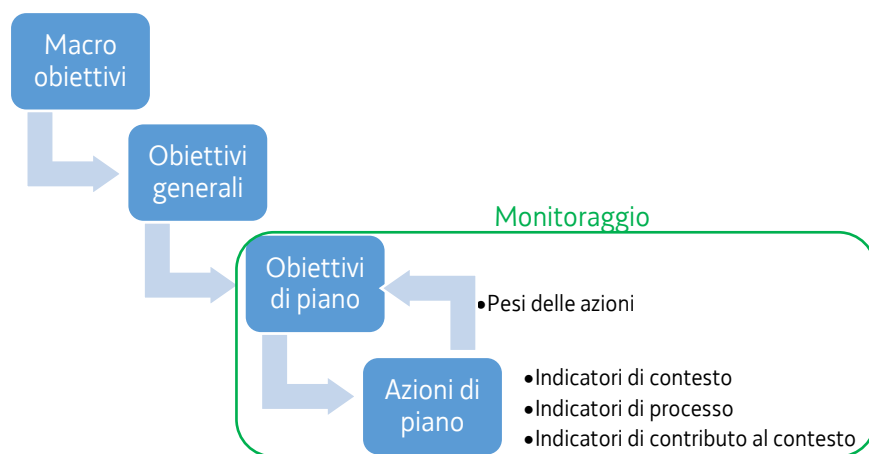 Macro
obiettivi
Obiettivi
generali
Monitoraggio
Obiettivi
di piano
•Pesi delle azioni
Azioni di
piano
•Indicatori di contesto
•Indicatori di processo
•Indicatori di contributo al contesto